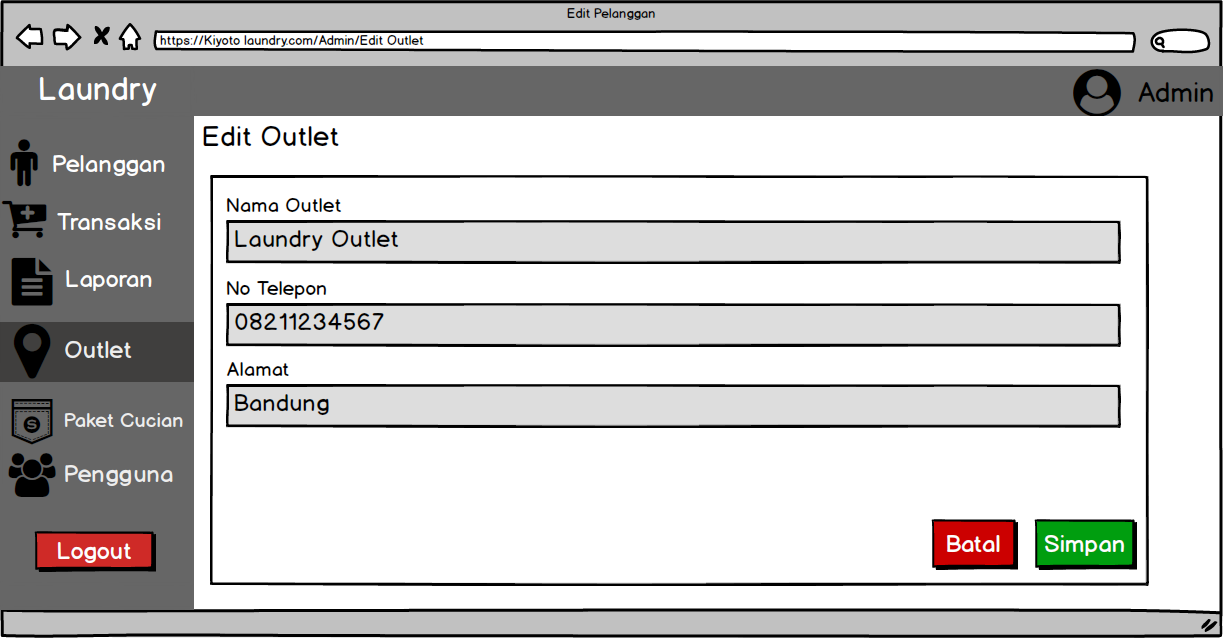 Edit Pelanggan
https://Kiyoto laundry.com/Admin/Edit Outlet
Laundry
Admin
Edit Outlet
Pelanggan
Transaksi
Laporan
Outlet
Paket Cucian
Pengguna
Logout
Nama Outlet
Laundry Outlet
No Telepon
08211234567
Alamat
Bandung
Batal
Simpan